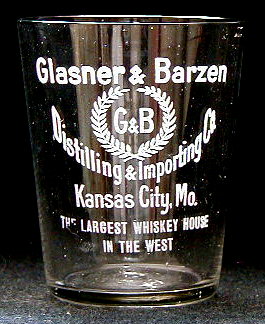 Glasner & Barzen
G&B
Distilling & Importing Co.
Kansas City, Mo.
THE LARGEST WHISKEY HOUSE
IN THE WEST